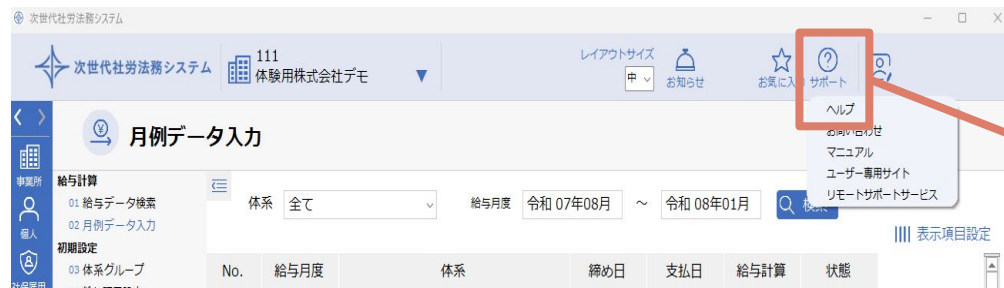 次世代社労法務システム
次世代社労法務システム
111
体験用株式会社デモ
レイアウトサイズ
中
お知らせ
お気に入り
サポート
ヘルプ
お問い合わせ
マニュアル
ユーザー専用サイト
リモートサポートサービス
月例データ入力
事業所
個人
給与計算
01 給与データ検索
02 月例データ入力
初期設定
03 体系グループ
体系 全て
給与月度 令和 07年08月 ～ 令和 08年01月
表示項目設定
No. 給与月度 体系 締め日 支払日 給与計算 状態